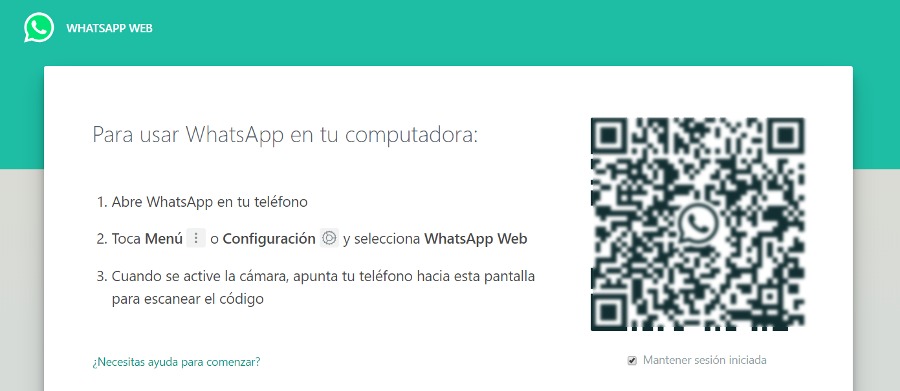 WHATSAPP WEB
Para usar WhatsApp en tu computadora:
1. Abre WhatsApp en tu teléfono
2. Toca Menú o Configuración y selecciona WhatsApp Web
3. Cuando se active la cámara, apunta tu teléfono hacia esta pantalla
para escanear el código
¿Necesitas ayuda para comenzar?
Mantener sesión iniciada